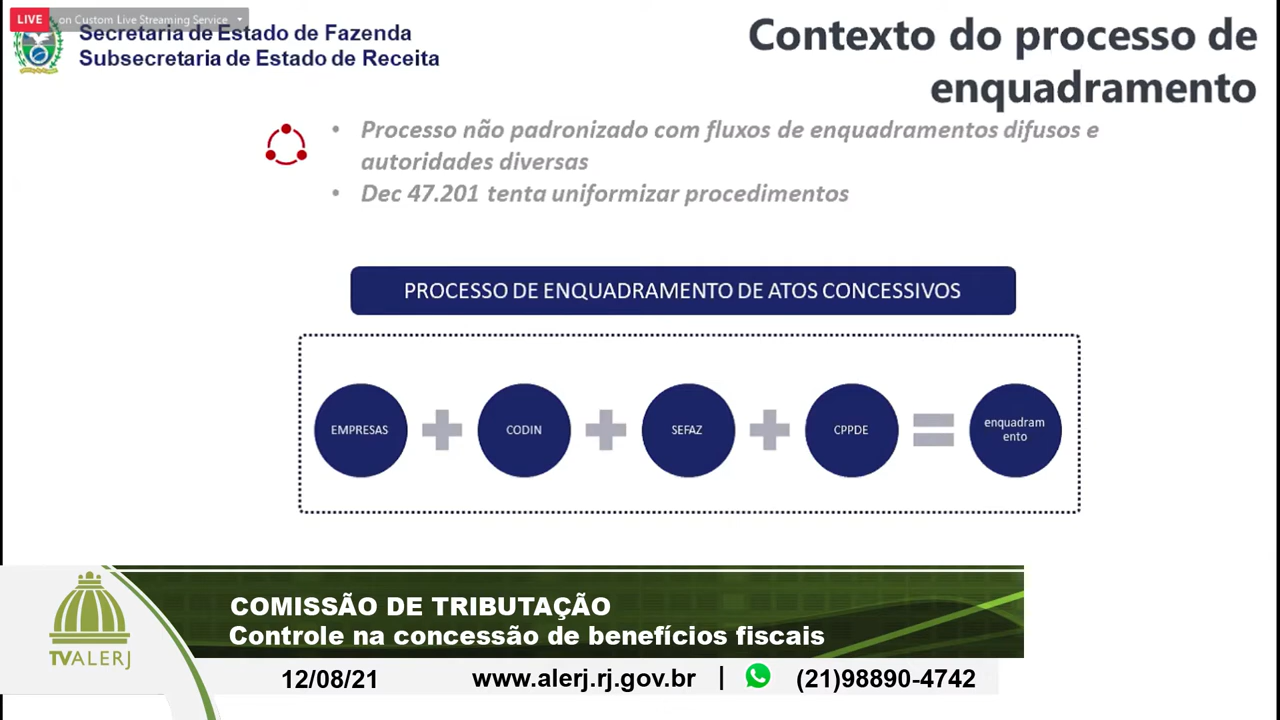 LIVE on Custom Live Streaming Service
Secretaria de Estado de Fazenda
Subsecretaria de Estado de Receita
Contexto do processo de
enquadramento
• Processo não padronizado com fluxos de enquadramentos difusos e
autoridades diversas
• Dec 47.201 tenta uniformizar procedimentos
PROCESSO DE ENQUADRAMENTO DE ATOS CONCESSIVOS
EMPRESAS + CODIN + SEFAZ + CPPDE = enquadram
ento
COMISSÃO DE TRIBUTAÇÃO
Controle na concessão de benefícios fiscais
TVALERJ
12/08/21 www.alerj.rj.gov.br | (21)98890-4742